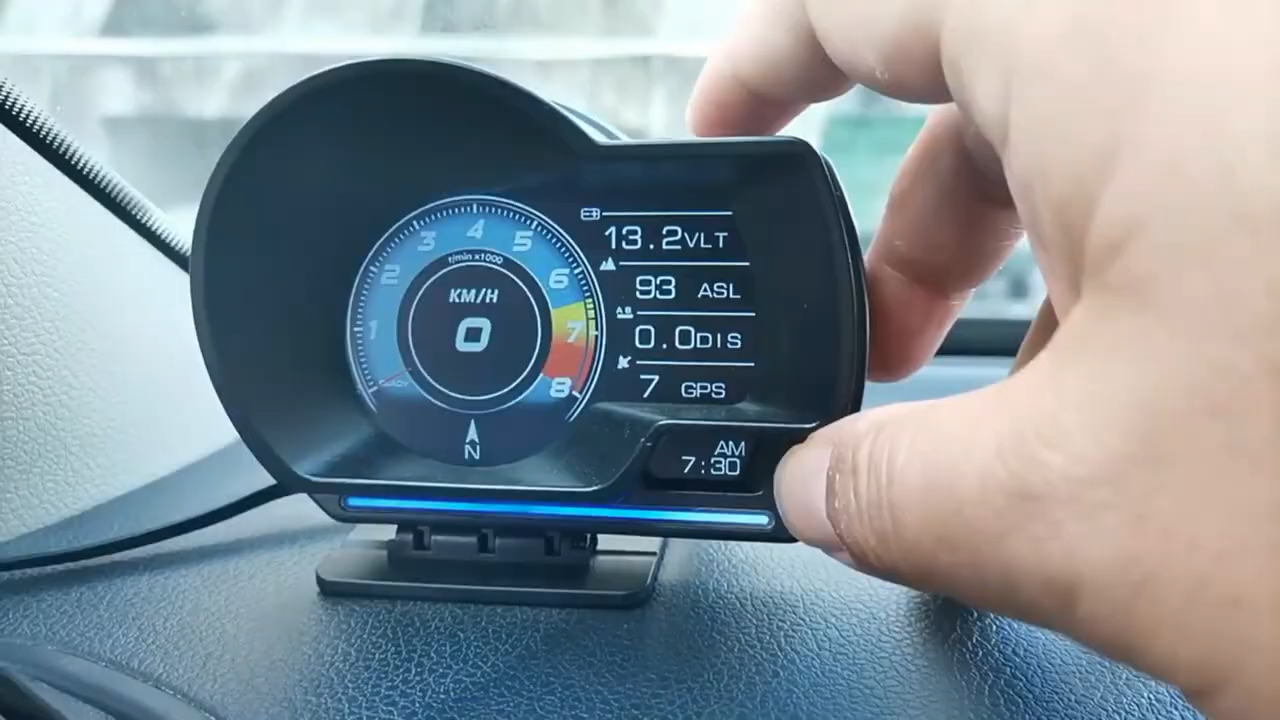 1 2 3 4 5 6 7 8
r/min x1000
KM/H
0
N
13.2VLT
93 ASL
AB
0.0DIS
7 GPS
AM
7:30